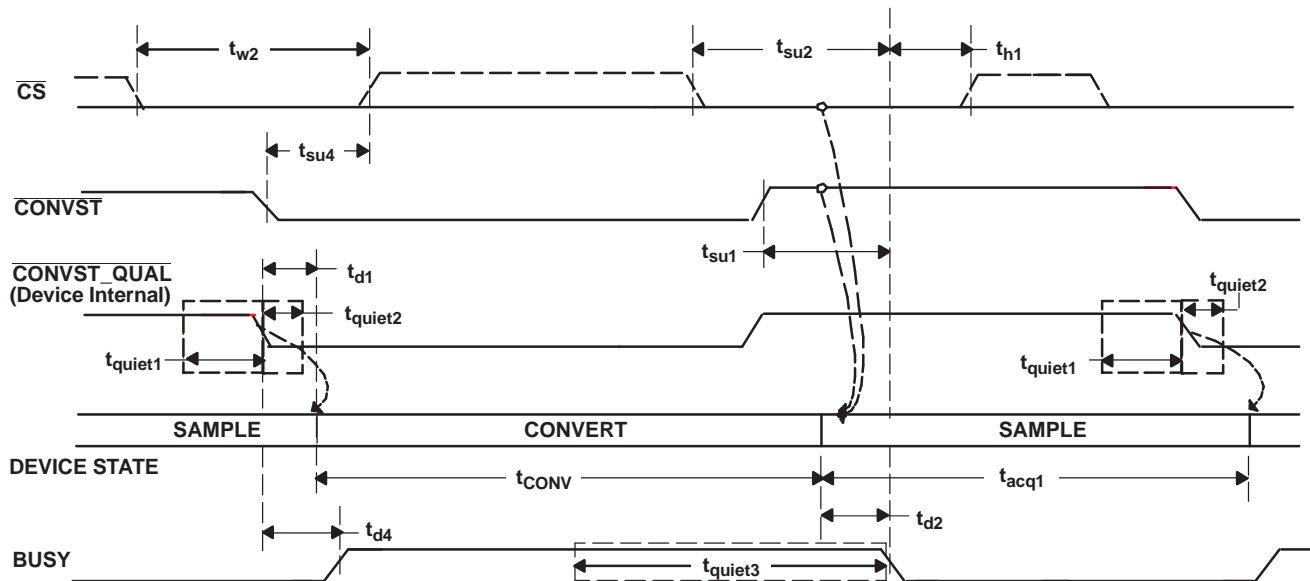 tw2
tsu2
th1
CS
tsu4
CONVST
tsu1
CONVST_QUAL
(Device Internal)
td1
tquiet2
tquiet2
tquiet1
tquiet1
SAMPLE
CONVERT
SAMPLE
DEVICE STATE
tCONV
tacq1
td4
td2
BUSY
tquiet3